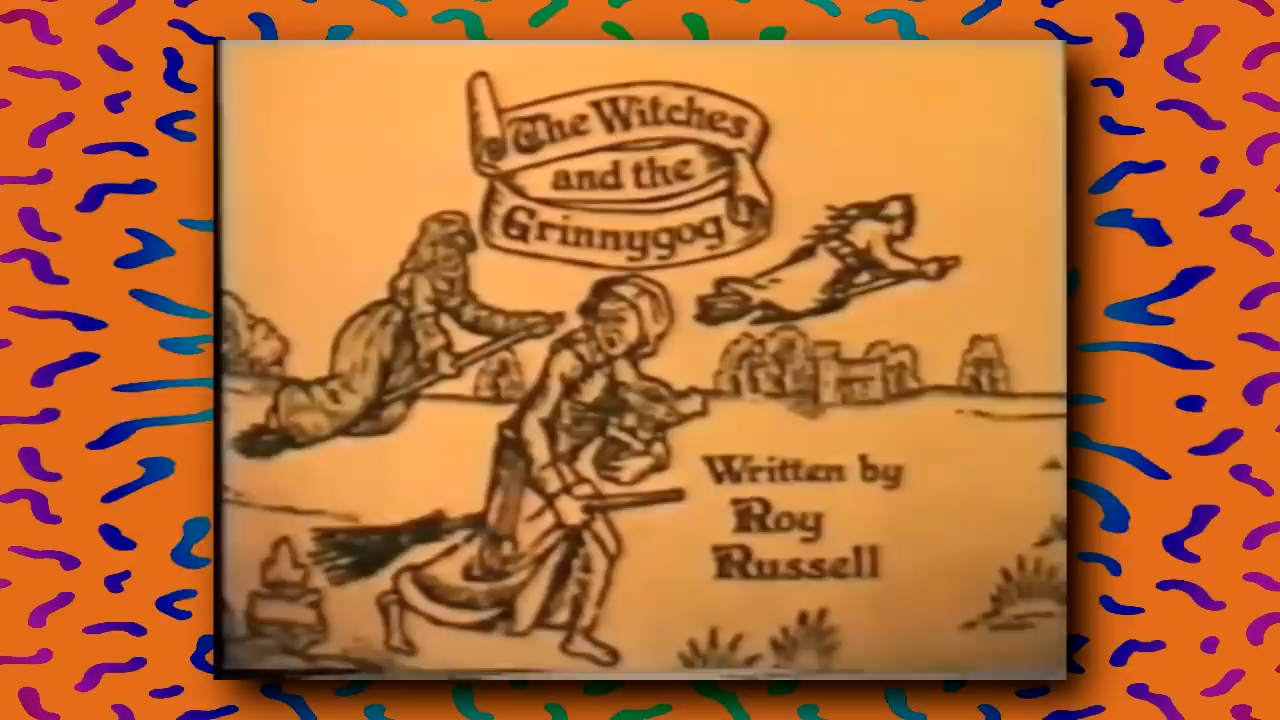 The Witches
and the
Grinnygog
Written by
Roy
Russell